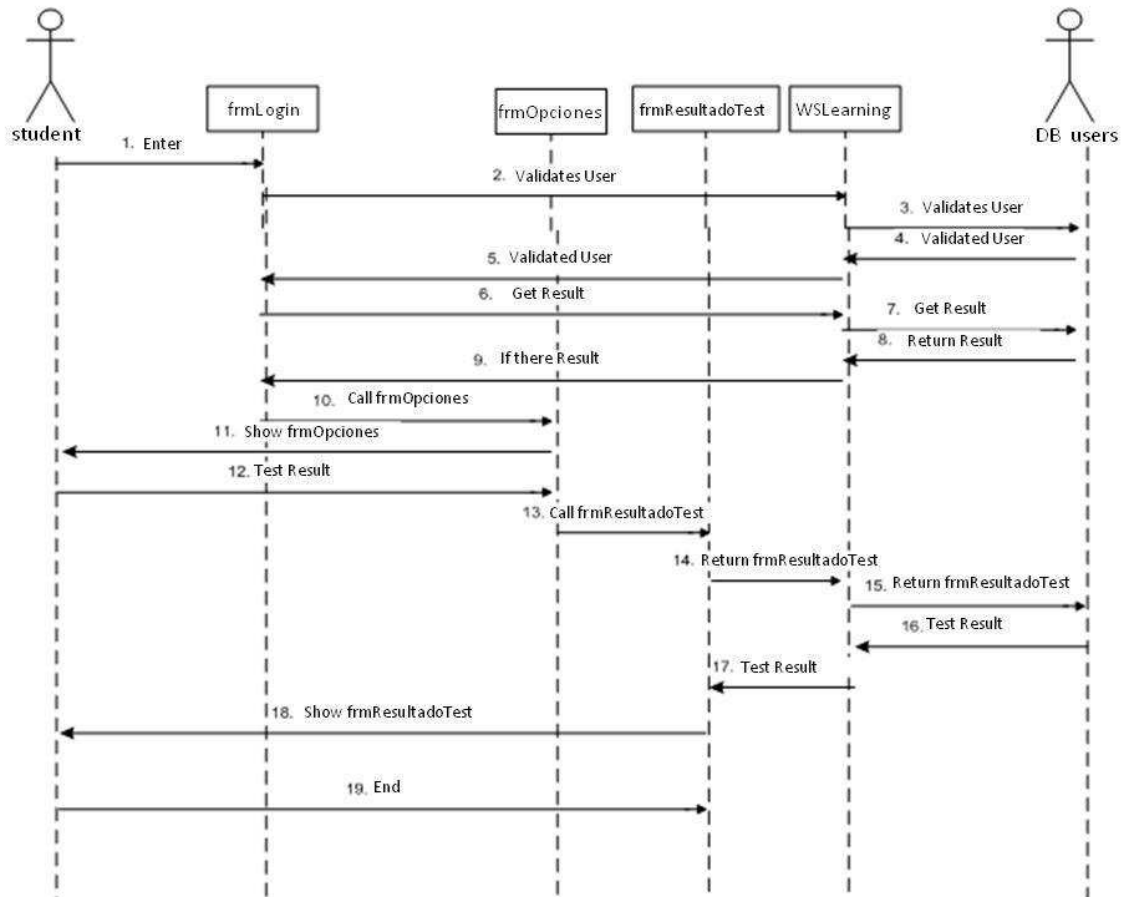 student
frmLogin
frmOpciones
frmResultadoTest
WSLearning
DB users
1. Enter
2. Validates User
3. Validates User
4. Validated User
5. Validated User
6. Get Result
7. Get Result
8. Return Result
9. If there Result
10. Call frmOpciones
11. Show frmOpciones
12. Test Result
13. Call frmResultadoTest
14. Return frmResultadoTest
15. Return frmResultadoTest
16. Test Result
17. Test Result
18. Show frmResultadoTest
19. End